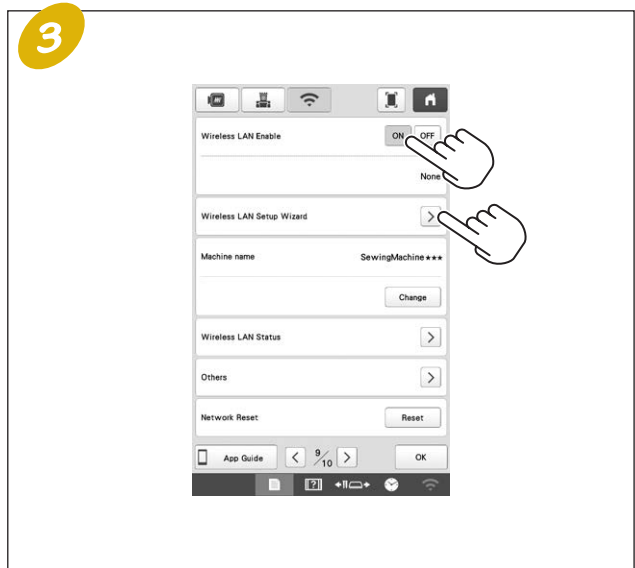 3
Wireless LAN Enable ON OFF
None
Wireless LAN Setup Wizard >
Machine name SewingMachine★★★
Change
Wireless LAN Status >
Others >
Network Reset Reset
App Guide < 9/10 > OK
?